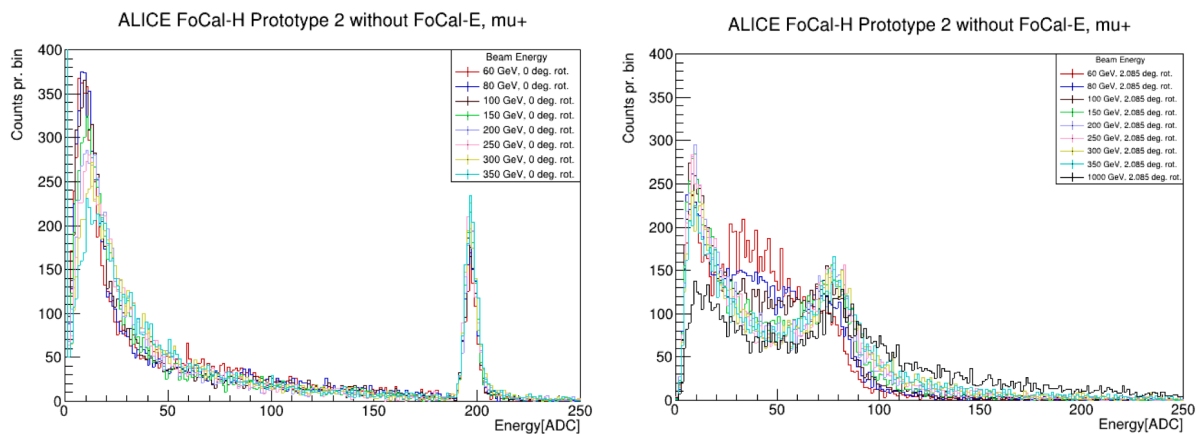 ALICE FoCal-H Prototype 2 without FoCal-E, mu+
Counts pr. bin
400
350
300
250
200
150
100
50
0
Beam Energy
60 GeV, 0 deg. rot.
80 GeV, 0 deg. rot.
100 GeV, 0 deg. rot.
150 GeV, 0 deg. rot.
200 GeV, 0 deg. rot.
250 GeV, 0 deg. rot.
300 GeV, 0 deg. rot.
350 GeV, 0 deg. rot.
0 50 100 150 200 250
Energy[ADC]
ALICE FoCal-H Prototype 2 without FoCal-E, mu+
Counts pr. bin
400
350
300
250
200
150
100
50
0
Beam Energy
60 GeV, 2.085 deg. rot.
80 GeV, 2.085 deg. rot.
100 GeV, 2.085 deg. rot.
150 GeV, 2.085 deg. rot.
200 GeV, 2.085 deg. rot.
250 GeV, 2.085 deg. rot.
300 GeV, 2.085 deg. rot.
350 GeV, 2.085 deg. rot.
1000 GeV, 2.085 deg. rot.
0 50 100 150 200 250
Energy[ADC]